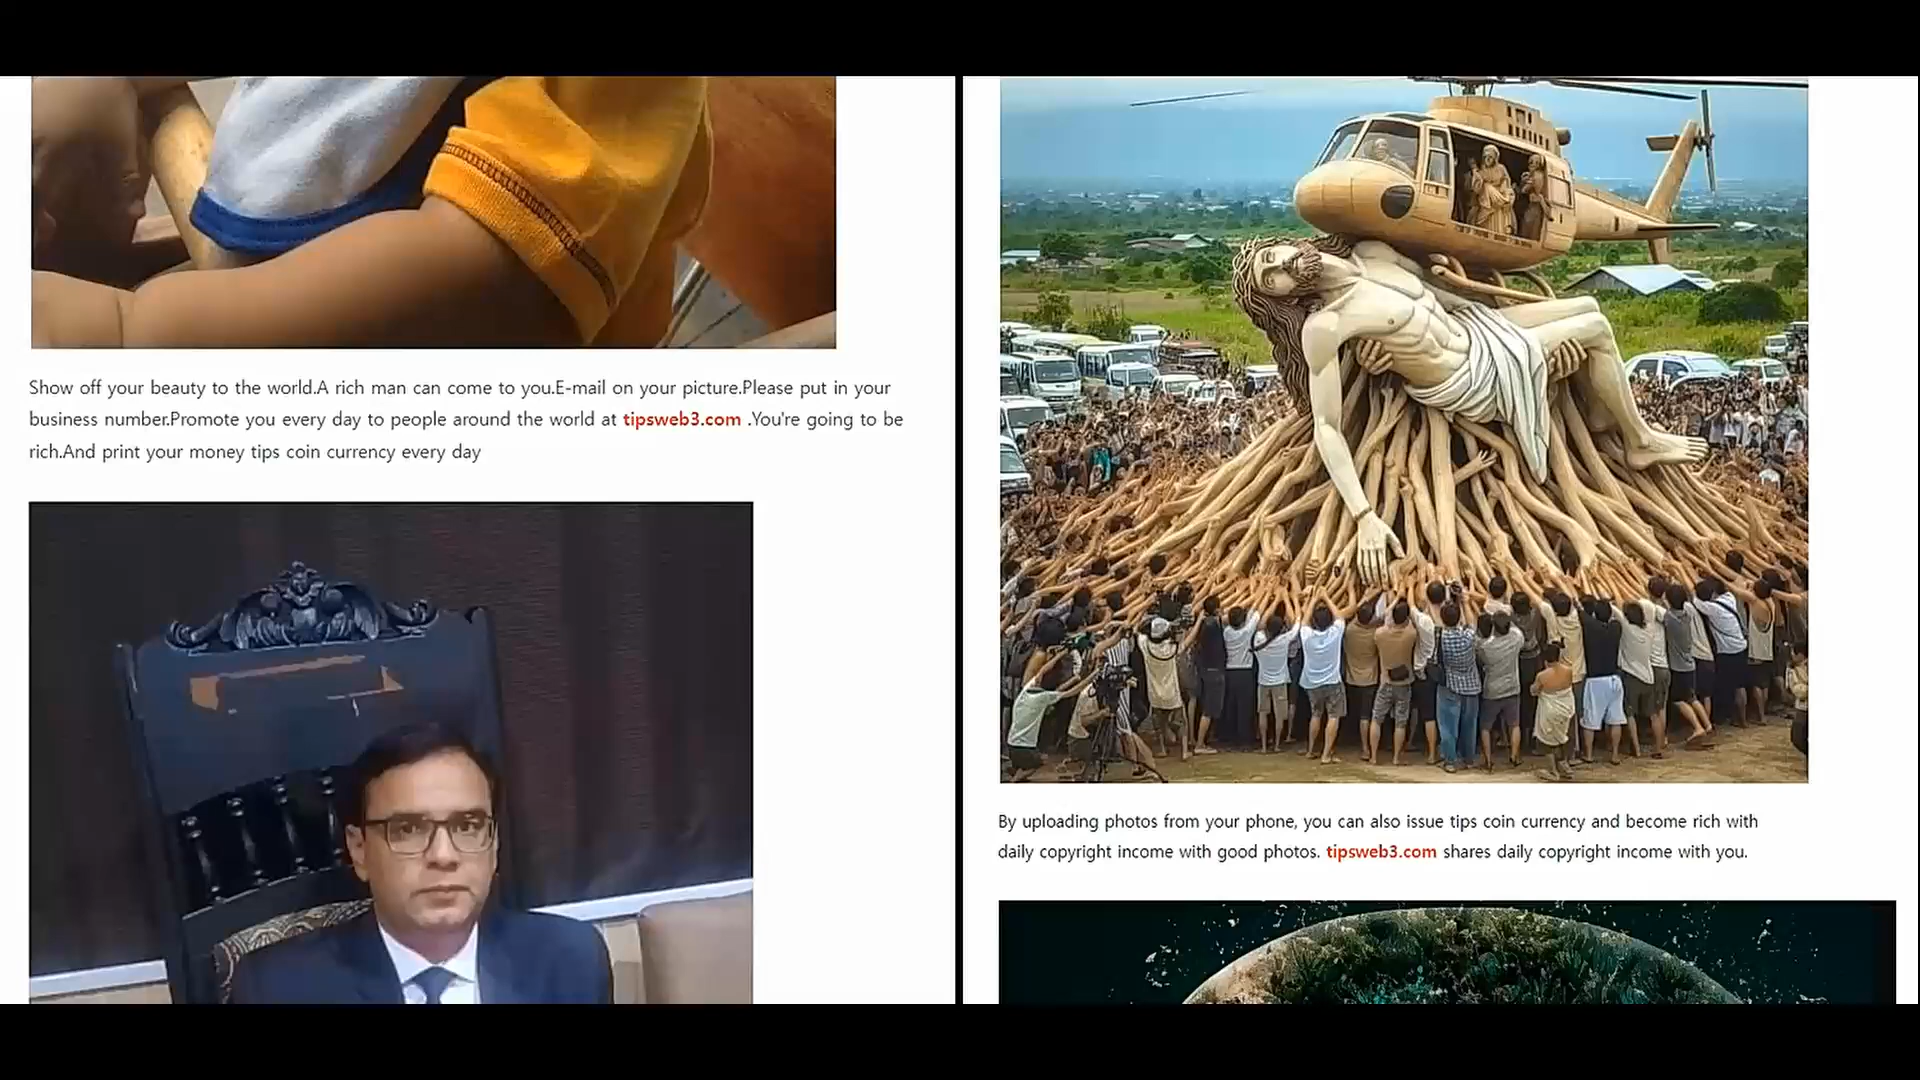 Show off your beauty to the world.A rich man can come to you.E-mail on your picture.Please put in your
business number.Promote you every day to people around the world at tipsweb3.com .You're going to be
rich.And print your money tips coin currency every day
By uploading photos from your phone, you can also issue tips coin currency and become rich with
daily copyright income with good photos. tipsweb3.com shares daily copyright income with you.